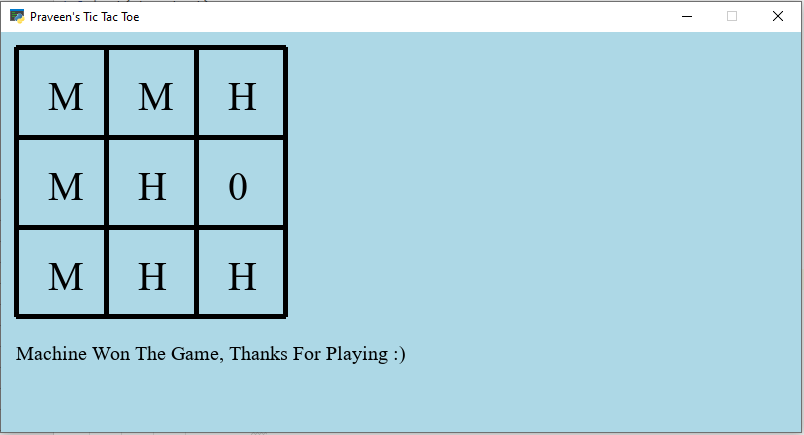 Praveen's Tic Tac Toe
M M H
M H 0
M H H
Machine Won The Game, Thanks For Playing :)